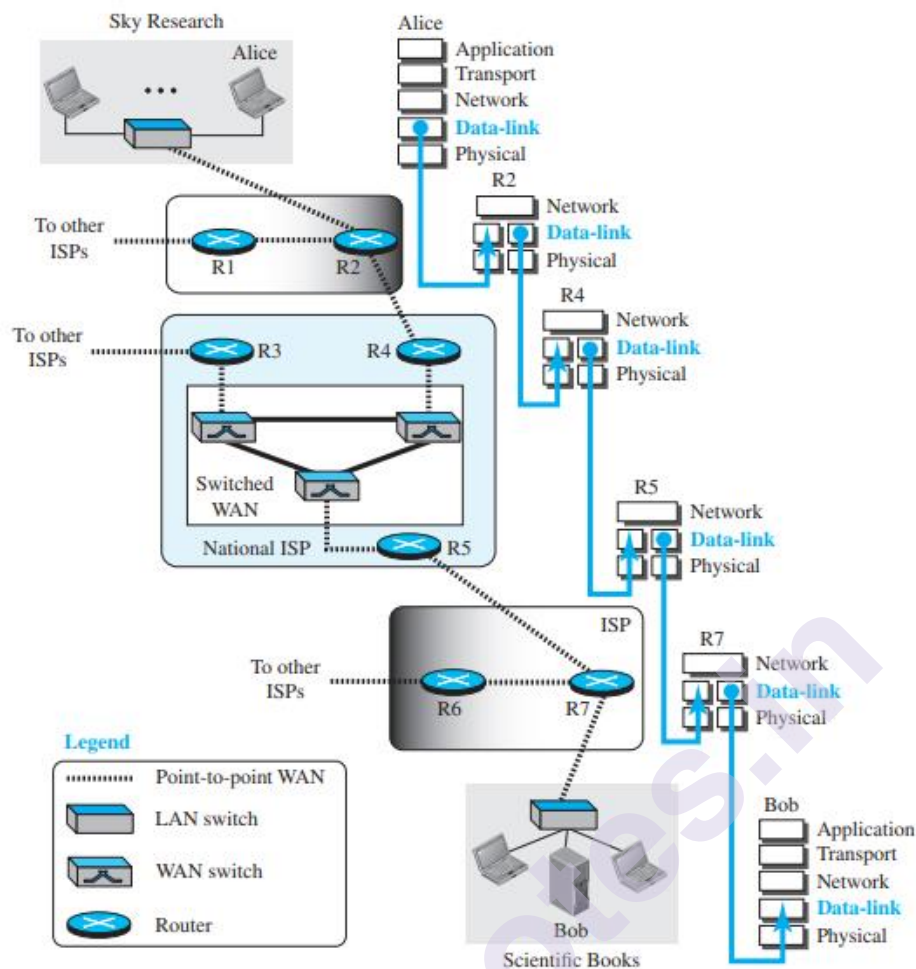 Sky Research
Alice
Alice
Application
Transport
Network
Data-link
Physical
R2
Network
Data-link
Physical
To other
ISPs
R1
R2
R4
Network
Data-link
Physical
To other
ISPs
R3
R4
Switched
WAN
National ISP
R5
R5
Network
Data-link
Physical
ISP
To other
ISPs
R6
R7
R7
Network
Data-link
Physical
Legend
Point-to-point WAN
LAN switch
WAN switch
Router
Bob
Scientific Books
Bob
Application
Transport
Network
Data-link
Physical
otes.in